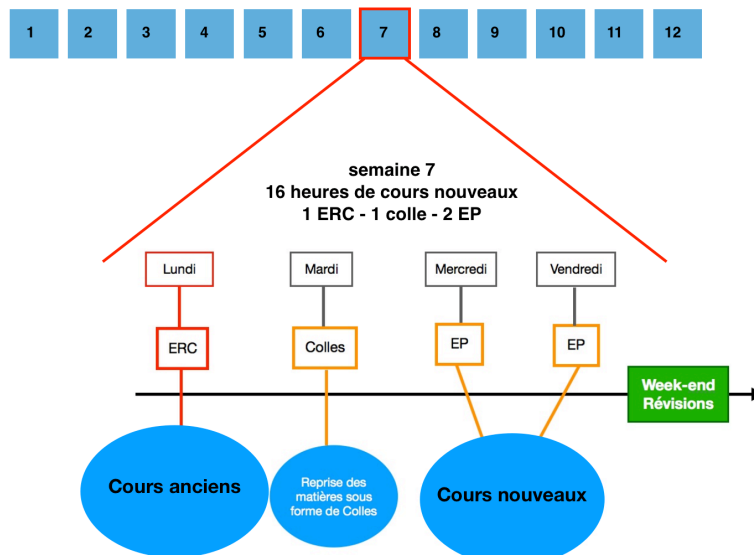 1 2 3 4 5 6 7 8 9 10 11 12
semaine 7
16 heures de cours nouveaux
1 ERC - 1 colle - 2 EP
Lundi Mardi Mercredi Vendredi
ERC Colles EP EP
Week-end
Révisions
Cours anciens
Reprise des
matières sous
forme de Colles
Cours nouveaux